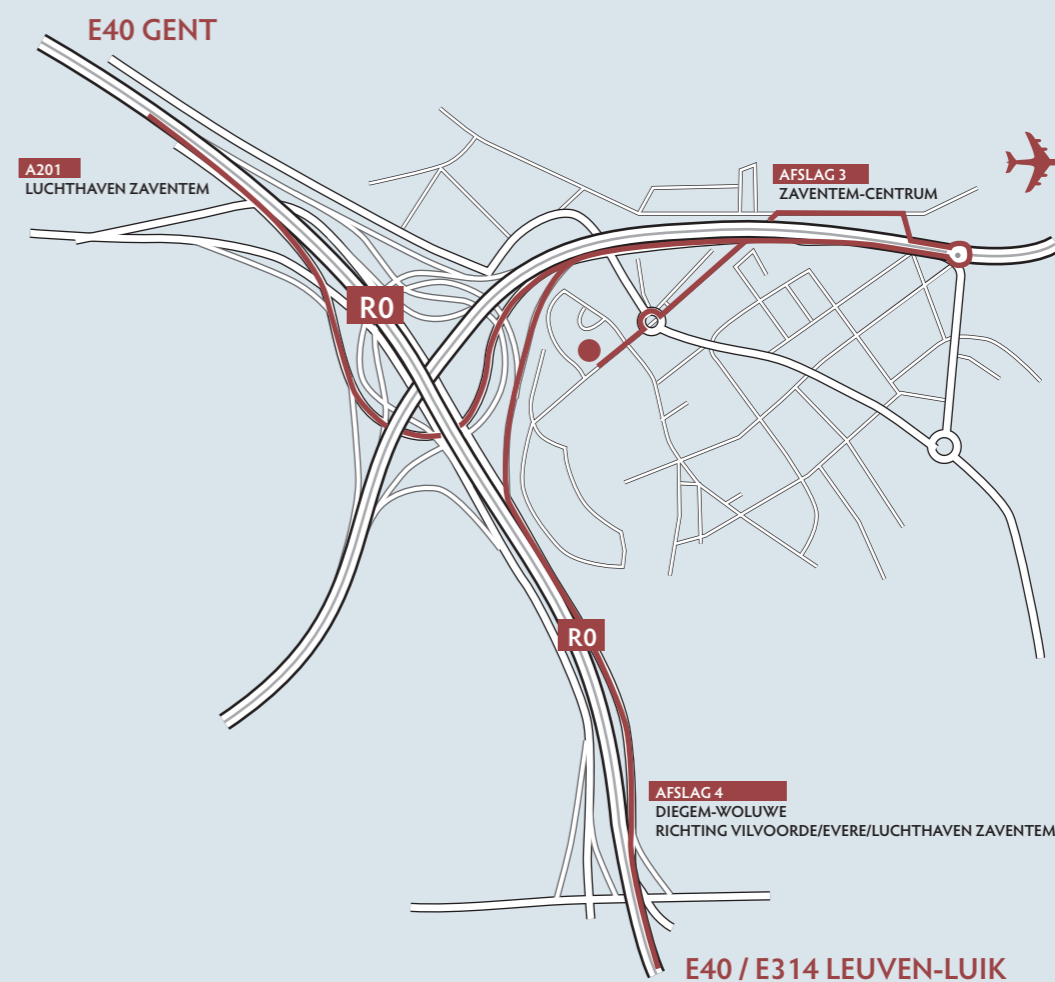 E40 GENT
A201
LUCHTHAVEN ZAVENTEM
AFSLAG 3
ZAVENTEM-CENTRUM
R0
R0
AFSLAG 4
DIEGEM-WOLUWE
RICHTING VILVOORDE/EVERE/LUCHTHAVEN ZAVENTEM
E40 / E314 LEUVEN-LUIK